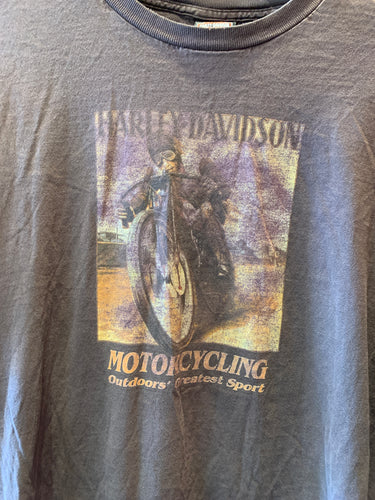 HARLEY-DAVIDSON
MOTORCYCLING
Outdoors' Greatest Sport